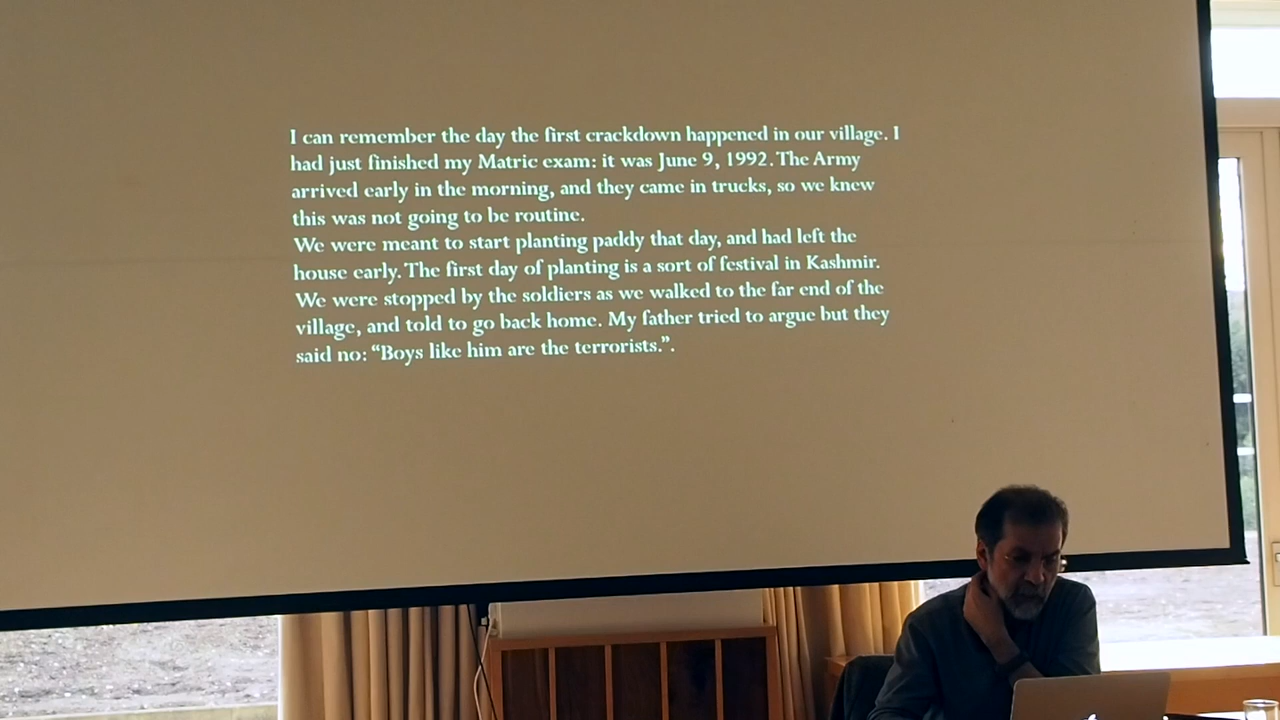 I can remember the day the first crackdown happened in our village. I
had just finished my Matric exam: it was June 9, 1992. The Army
arrived early in the morning, and they came in trucks, so we knew
this was not going to be routine.
We were meant to start planting paddy that day, and had left the
house early. The first day of planting is a sort of festival in Kashmir.
We were stopped by the soldiers as we walked to the far end of the
village, and told to go back home. My father tried to argue but they
said no: “Boys like him are the terrorists.”.